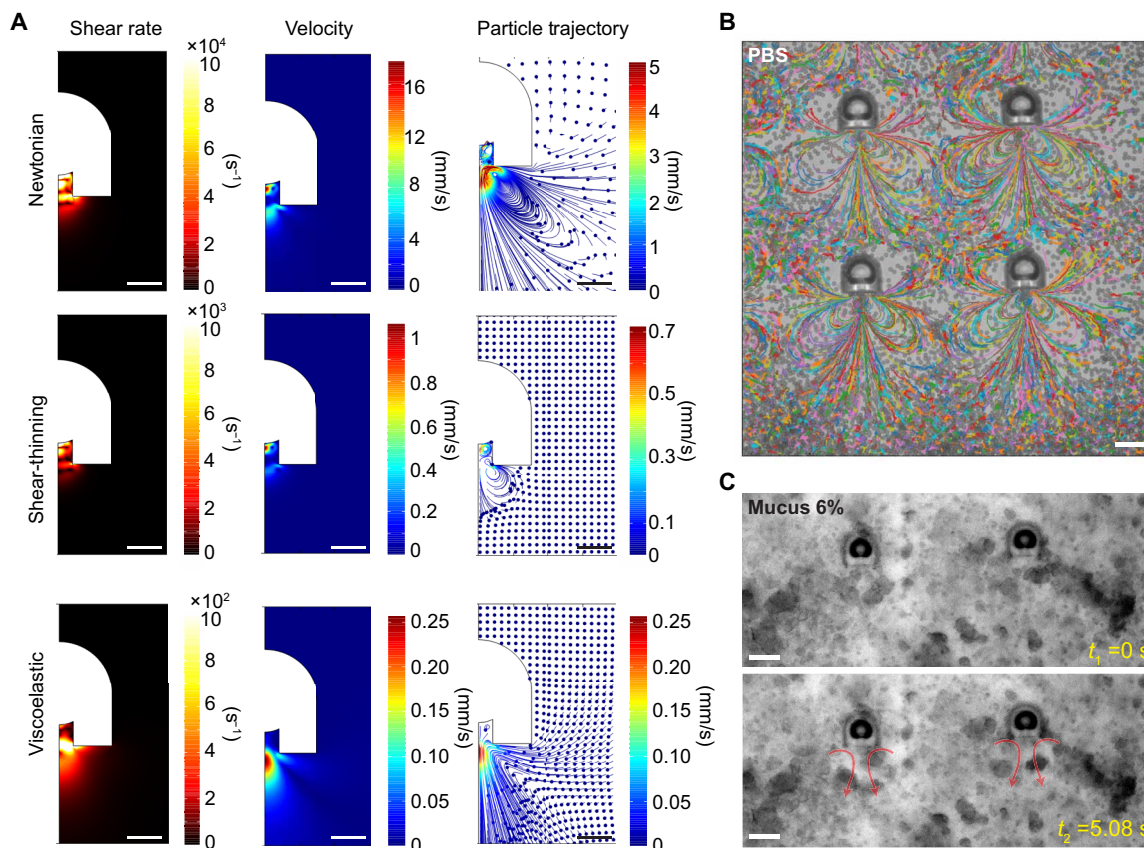 A
Shear rate
Velocity
Particle trajectory
Newtonian
×10⁴
10
8
6
4
2
0
(s⁻¹)
16
12
8
4
0
(mm/s)
5
4
3
2
1
0
(mm/s)
Shear-thinning
×10³
10
8
6
4
2
0
(s⁻¹)
1
0.8
0.6
0.4
0.2
0
(mm/s)
0.7
0.5
0.3
0.1
0
(mm/s)
Viscoelastic
×10²
10
8
6
4
2
0
(s⁻¹)
0.25
0.20
0.15
0.10
0.05
0
(mm/s)
0.25
0.20
0.15
0.10
0.05
0
(mm/s)
B
PBS
C
Mucus 6%
t₁ =0 s
t₂ =5.08 s